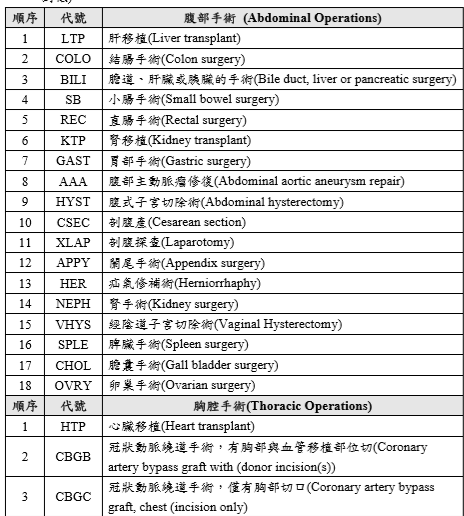 順序 代號 腹部手術 (Abdominal Operations)
1 LTP 肝移植(Liver transplant)
2 COLO 結腸手術(Colon surgery)
3 BILI 膽道、肝臟或胰臟的手術(Bile duct, liver or pancreatic surgery)
4 SB 小腸手術(Small bowel surgery)
5 REC 直腸手術(Rectal surgery)
6 KTP 腎移植(Kidney transplant)
7 GAST 胃部手術(Gastric surgery)
8 AAA 腹部主動脈瘤修復(Abdominal aortic aneurysm repair)
9 HYST 腹式子宮切除術(Abdominal hysterectomy)
10 CSEC 剖腹產(Cesarean section)
11 XLAP 剖腹探查(Laparotomy)
12 APPY 闌尾手術(Appendix surgery)
13 HER 疝氣修補術(Herniorrhaphy)
14 NEPH 腎手術(Kidney surgery)
15 VHYS 經陰道子宮切除術(Vaginal Hysterectomy)
16 SPLE 脾臟手術(Spleen surgery)
17 CHOL 膽囊手術(Gall bladder surgery)
18 OVRY 卵巢手術(Ovarian surgery)
順序 代號 胸腔手術(Thoracic Operations)
1 HTP 心臟移植(Heart transplant)
2 CBGB 冠狀動脈繞道手術，有胸部與血管移植部位切(Coronary
artery bypass graft with (donor incision(s))
3 CBGC 冠狀動脈繞道手術，僅有胸部切口(Coronary artery bypass
graft, chest (incision only)